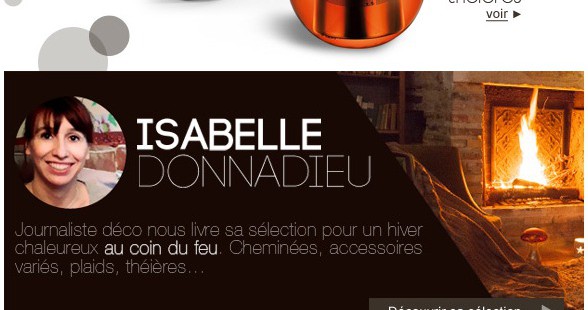 voir ►
ISABELLE
DONNADIEU
Journaliste déco nous livre sa sélection pour un hiver
chaleureux au coin du feu. Cheminées, accessoires
variés, plaids, théières...
Découvrir sa sélection